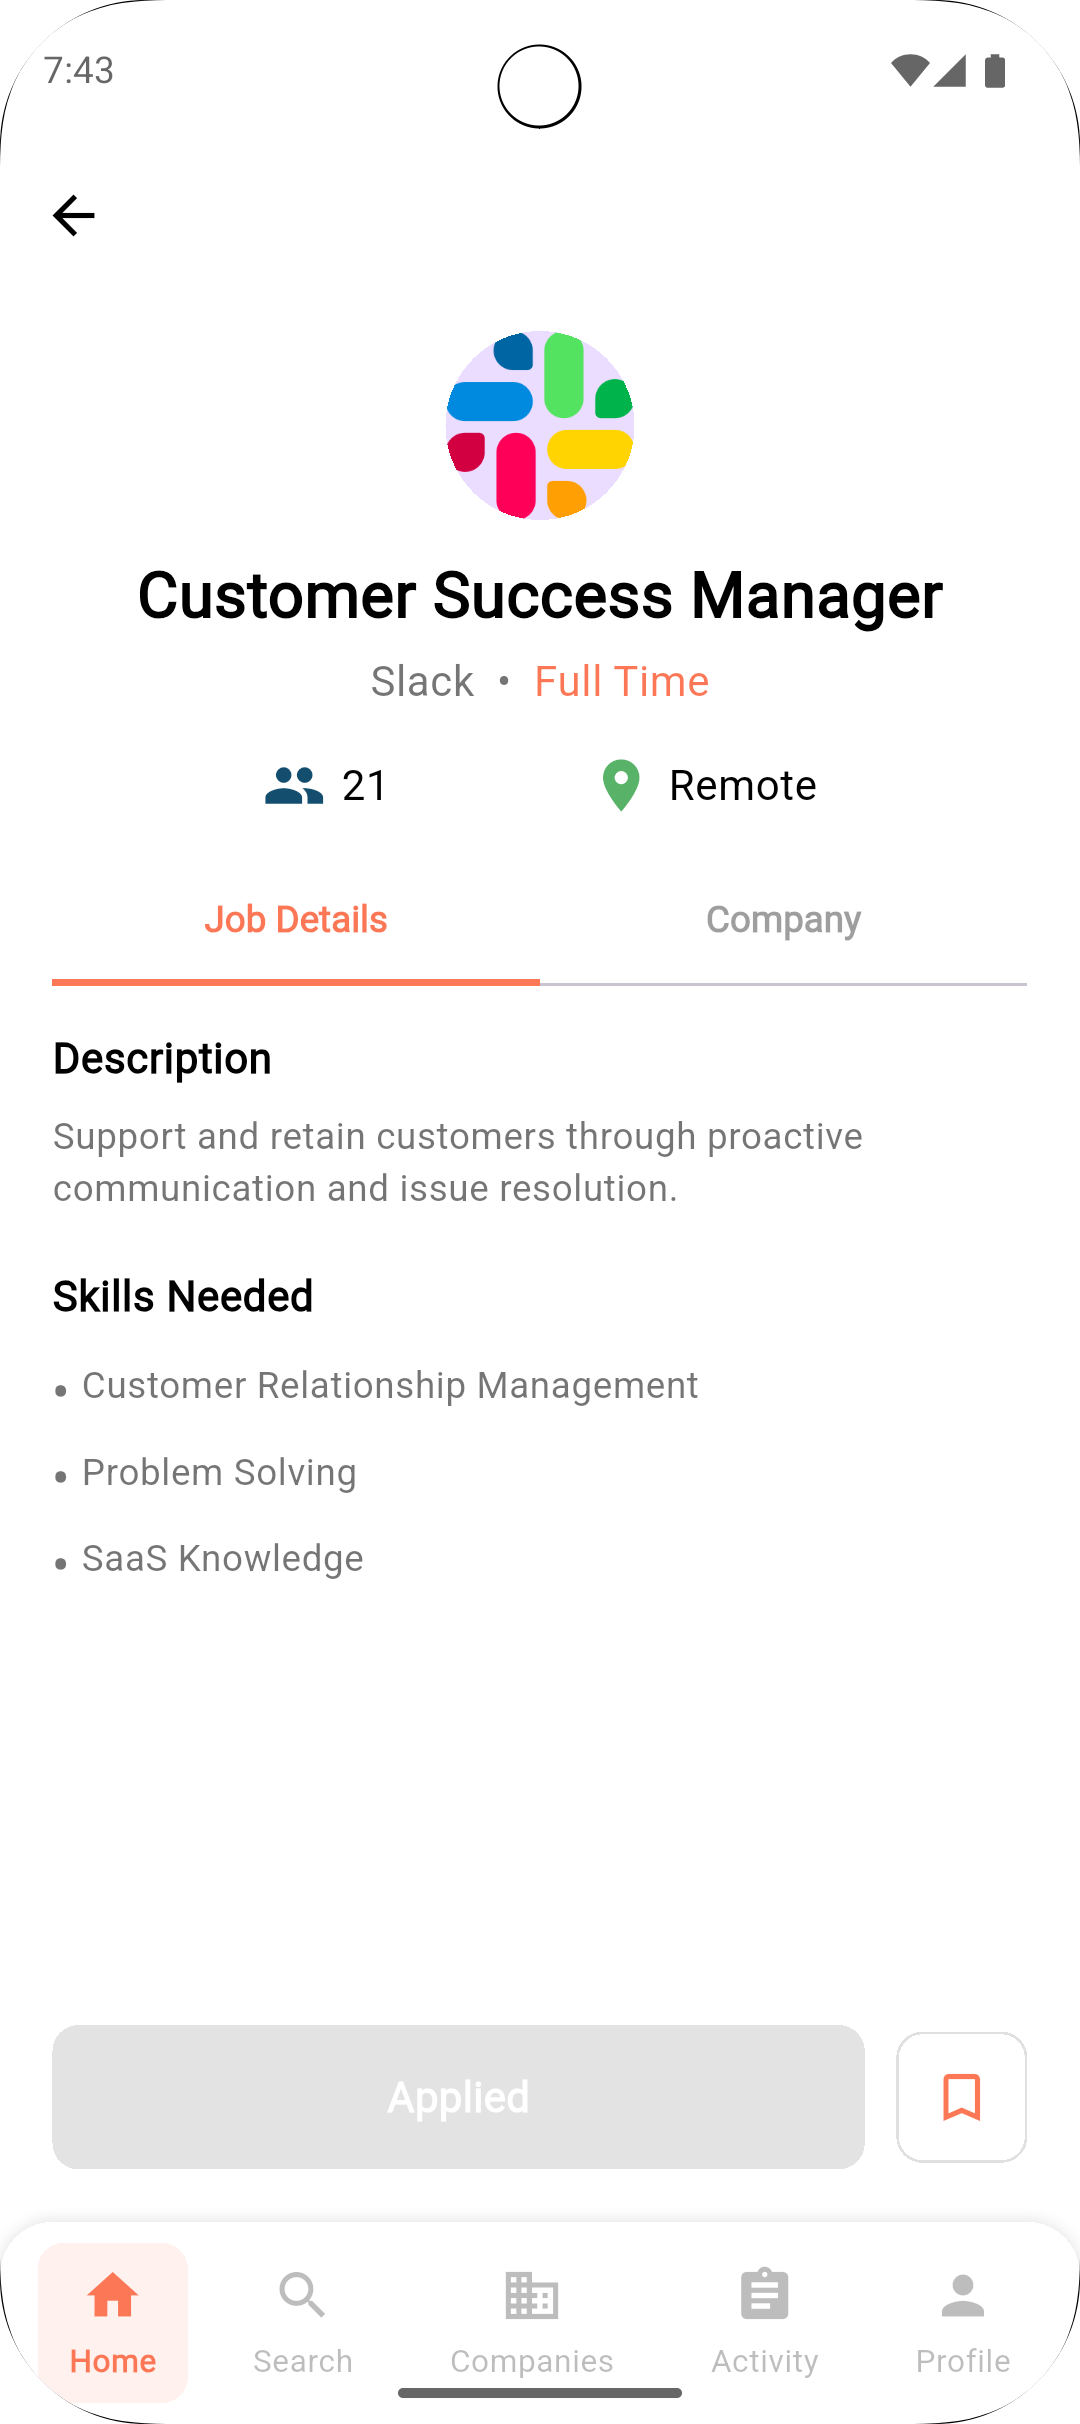 7:43
Customer Success Manager
Slack • Full Time
21
Remote
Job Details
Company
Description
Support and retain customers through proactive
communication and issue resolution.
Skills Needed
• Customer Relationship Management
• Problem Solving
• SaaS Knowledge
Applied
Home
Search
Companies
Activity
Profile